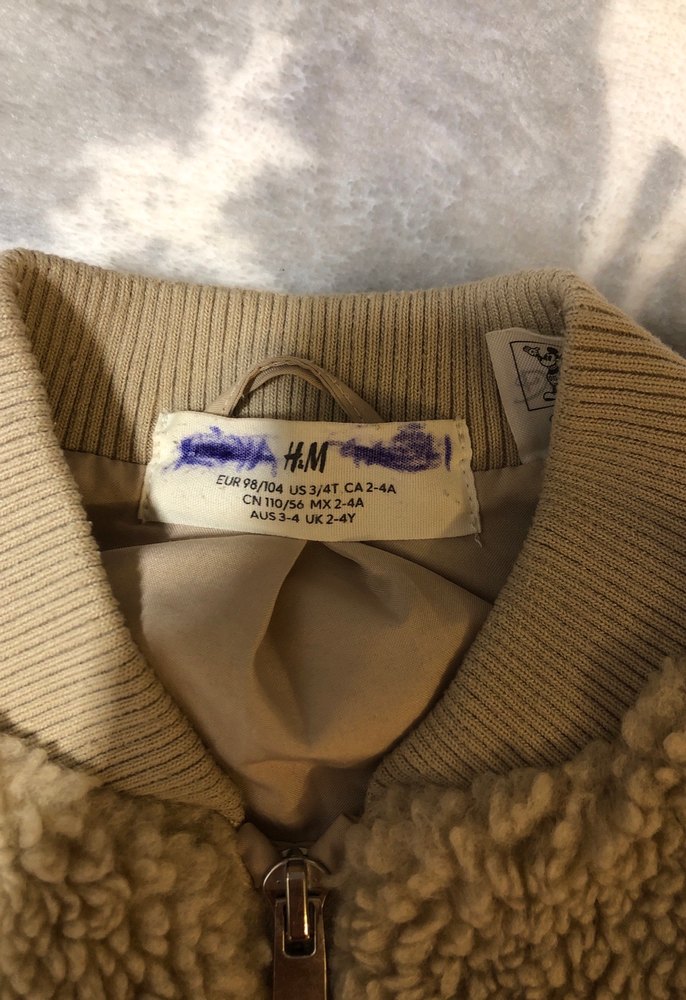 H&M
EUR 98/104 US 3/4T CA 2-4A
CN 110/56 MX 2-4A
AUS 3-4 UK 2-4Y